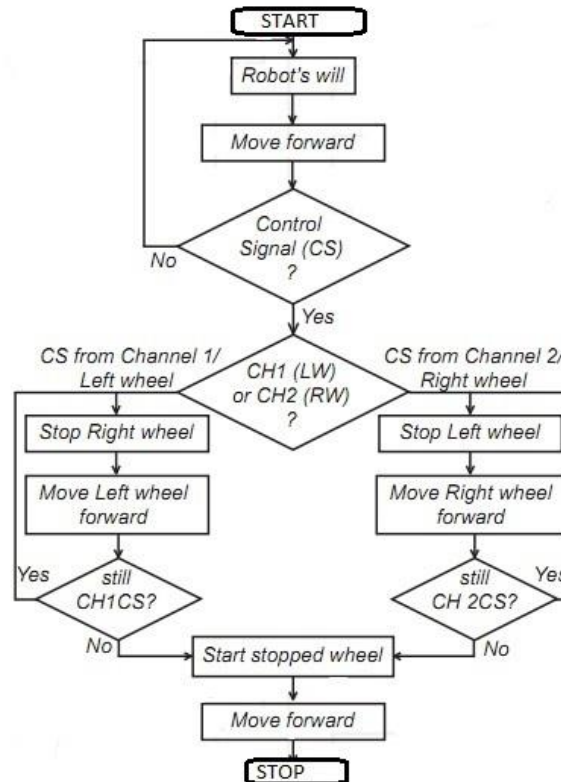 START
Robot's will
Move forward
Control
Signal (CS)
?
No
Yes
CS from Channel 1/
Left wheel
CH1 (LW)
or CH2 (RW)
?
CS from Channel 2/
Right wheel
Stop Right wheel
Stop Left wheel
Move Left wheel
forward
Move Right wheel
forward
Yes
still
CH1CS?
still
CH 2CS?
Yes
No
No
Start stopped wheel
Move forward
STOP